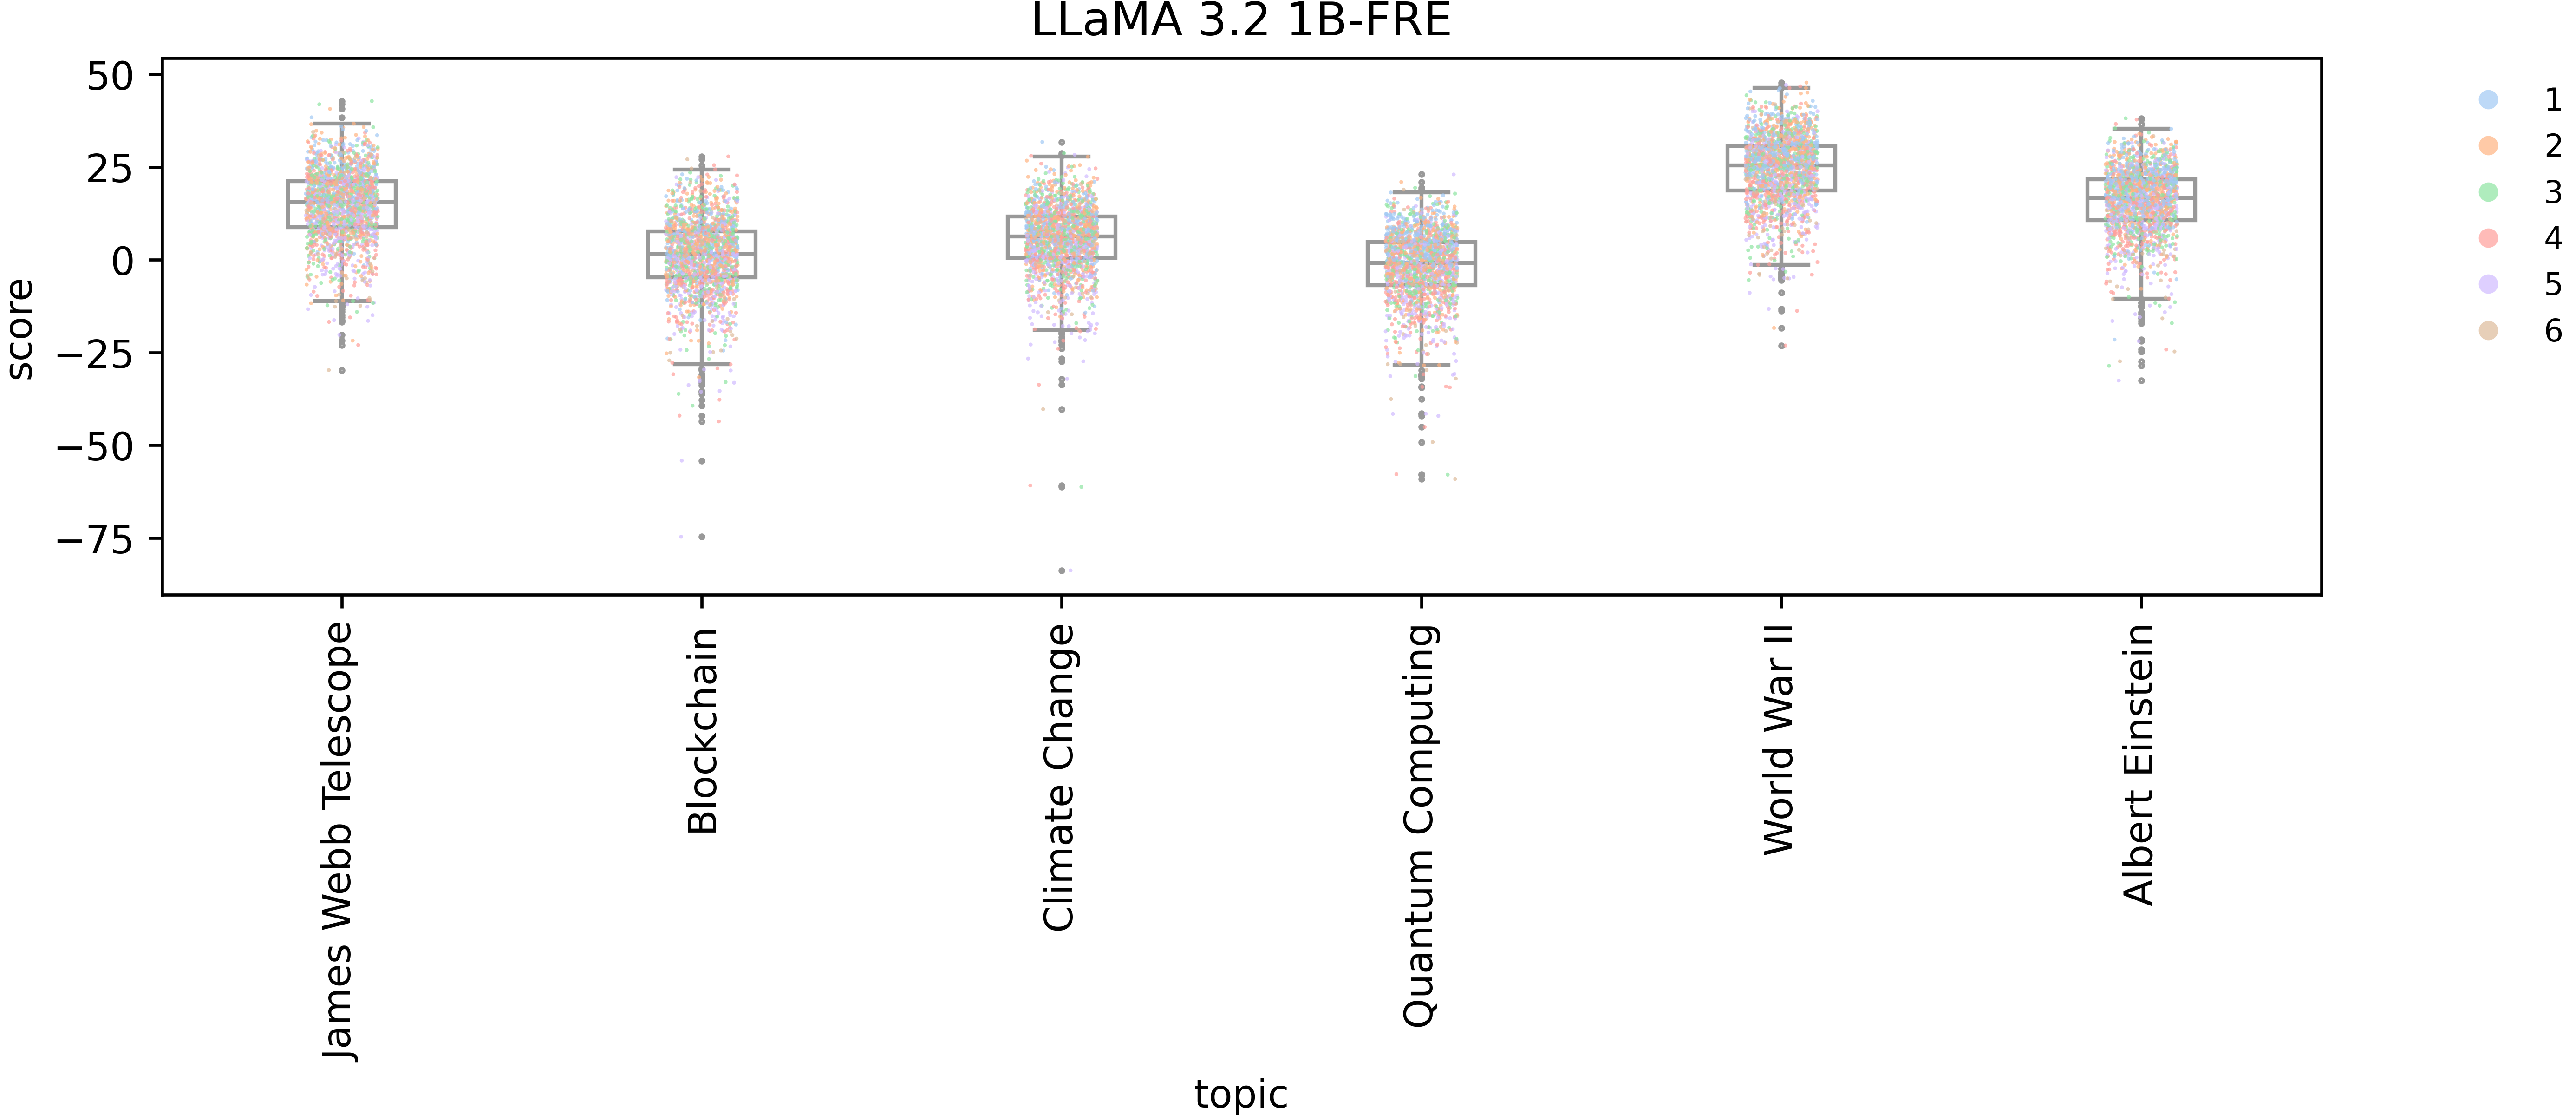 LLaMA 3.2 1B-FRE
score
50
25
0
−25
−50
−75
James Webb Telescope
Blockchain
Climate Change
Quantum Computing
World War II
Albert Einstein
topic
1
2
3
4
5
6